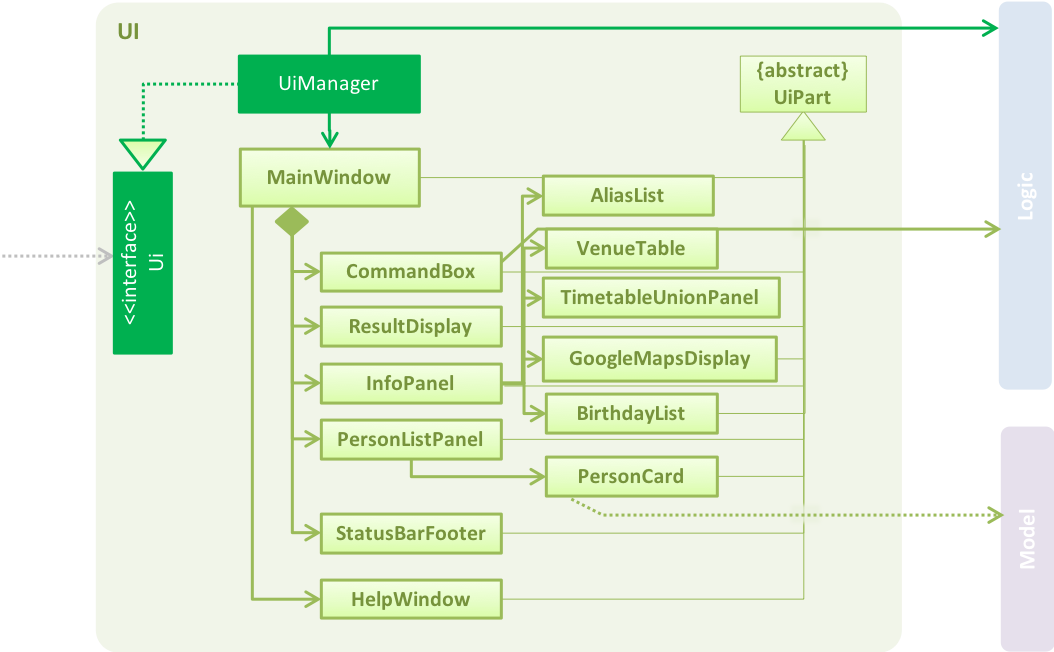 UI
UiManager
{abstract}
UiPart
MainWindow
AliasList
Logic
<<interface>>
Ui
VenueTable
CommandBox
TimetableUnionPanel
ResultDisplay
GoogleMapsDisplay
InfoPanel
BirthdayList
PersonListPanel
PersonCard
StatusBarFooter
Model
HelpWindow